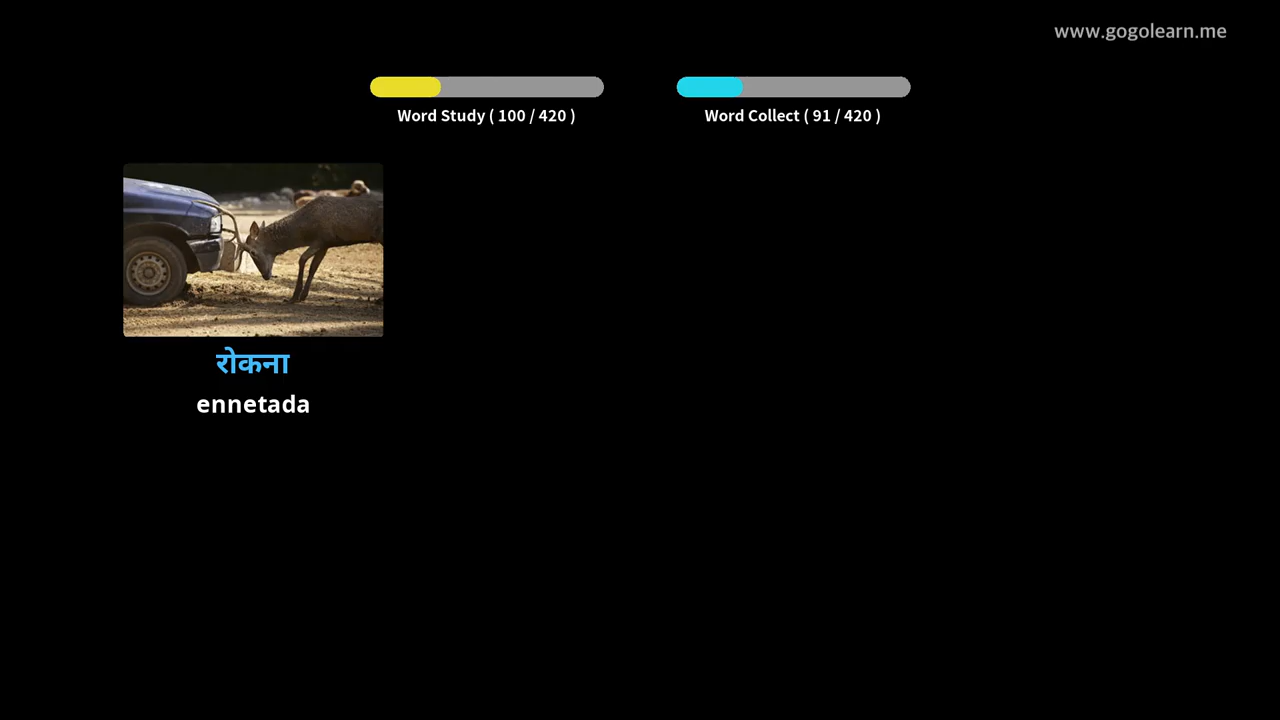 www.gogolearn.me
Word Study ( 100 / 420 )
Word Collect ( 91 / 420 )
रोकना
ennetada